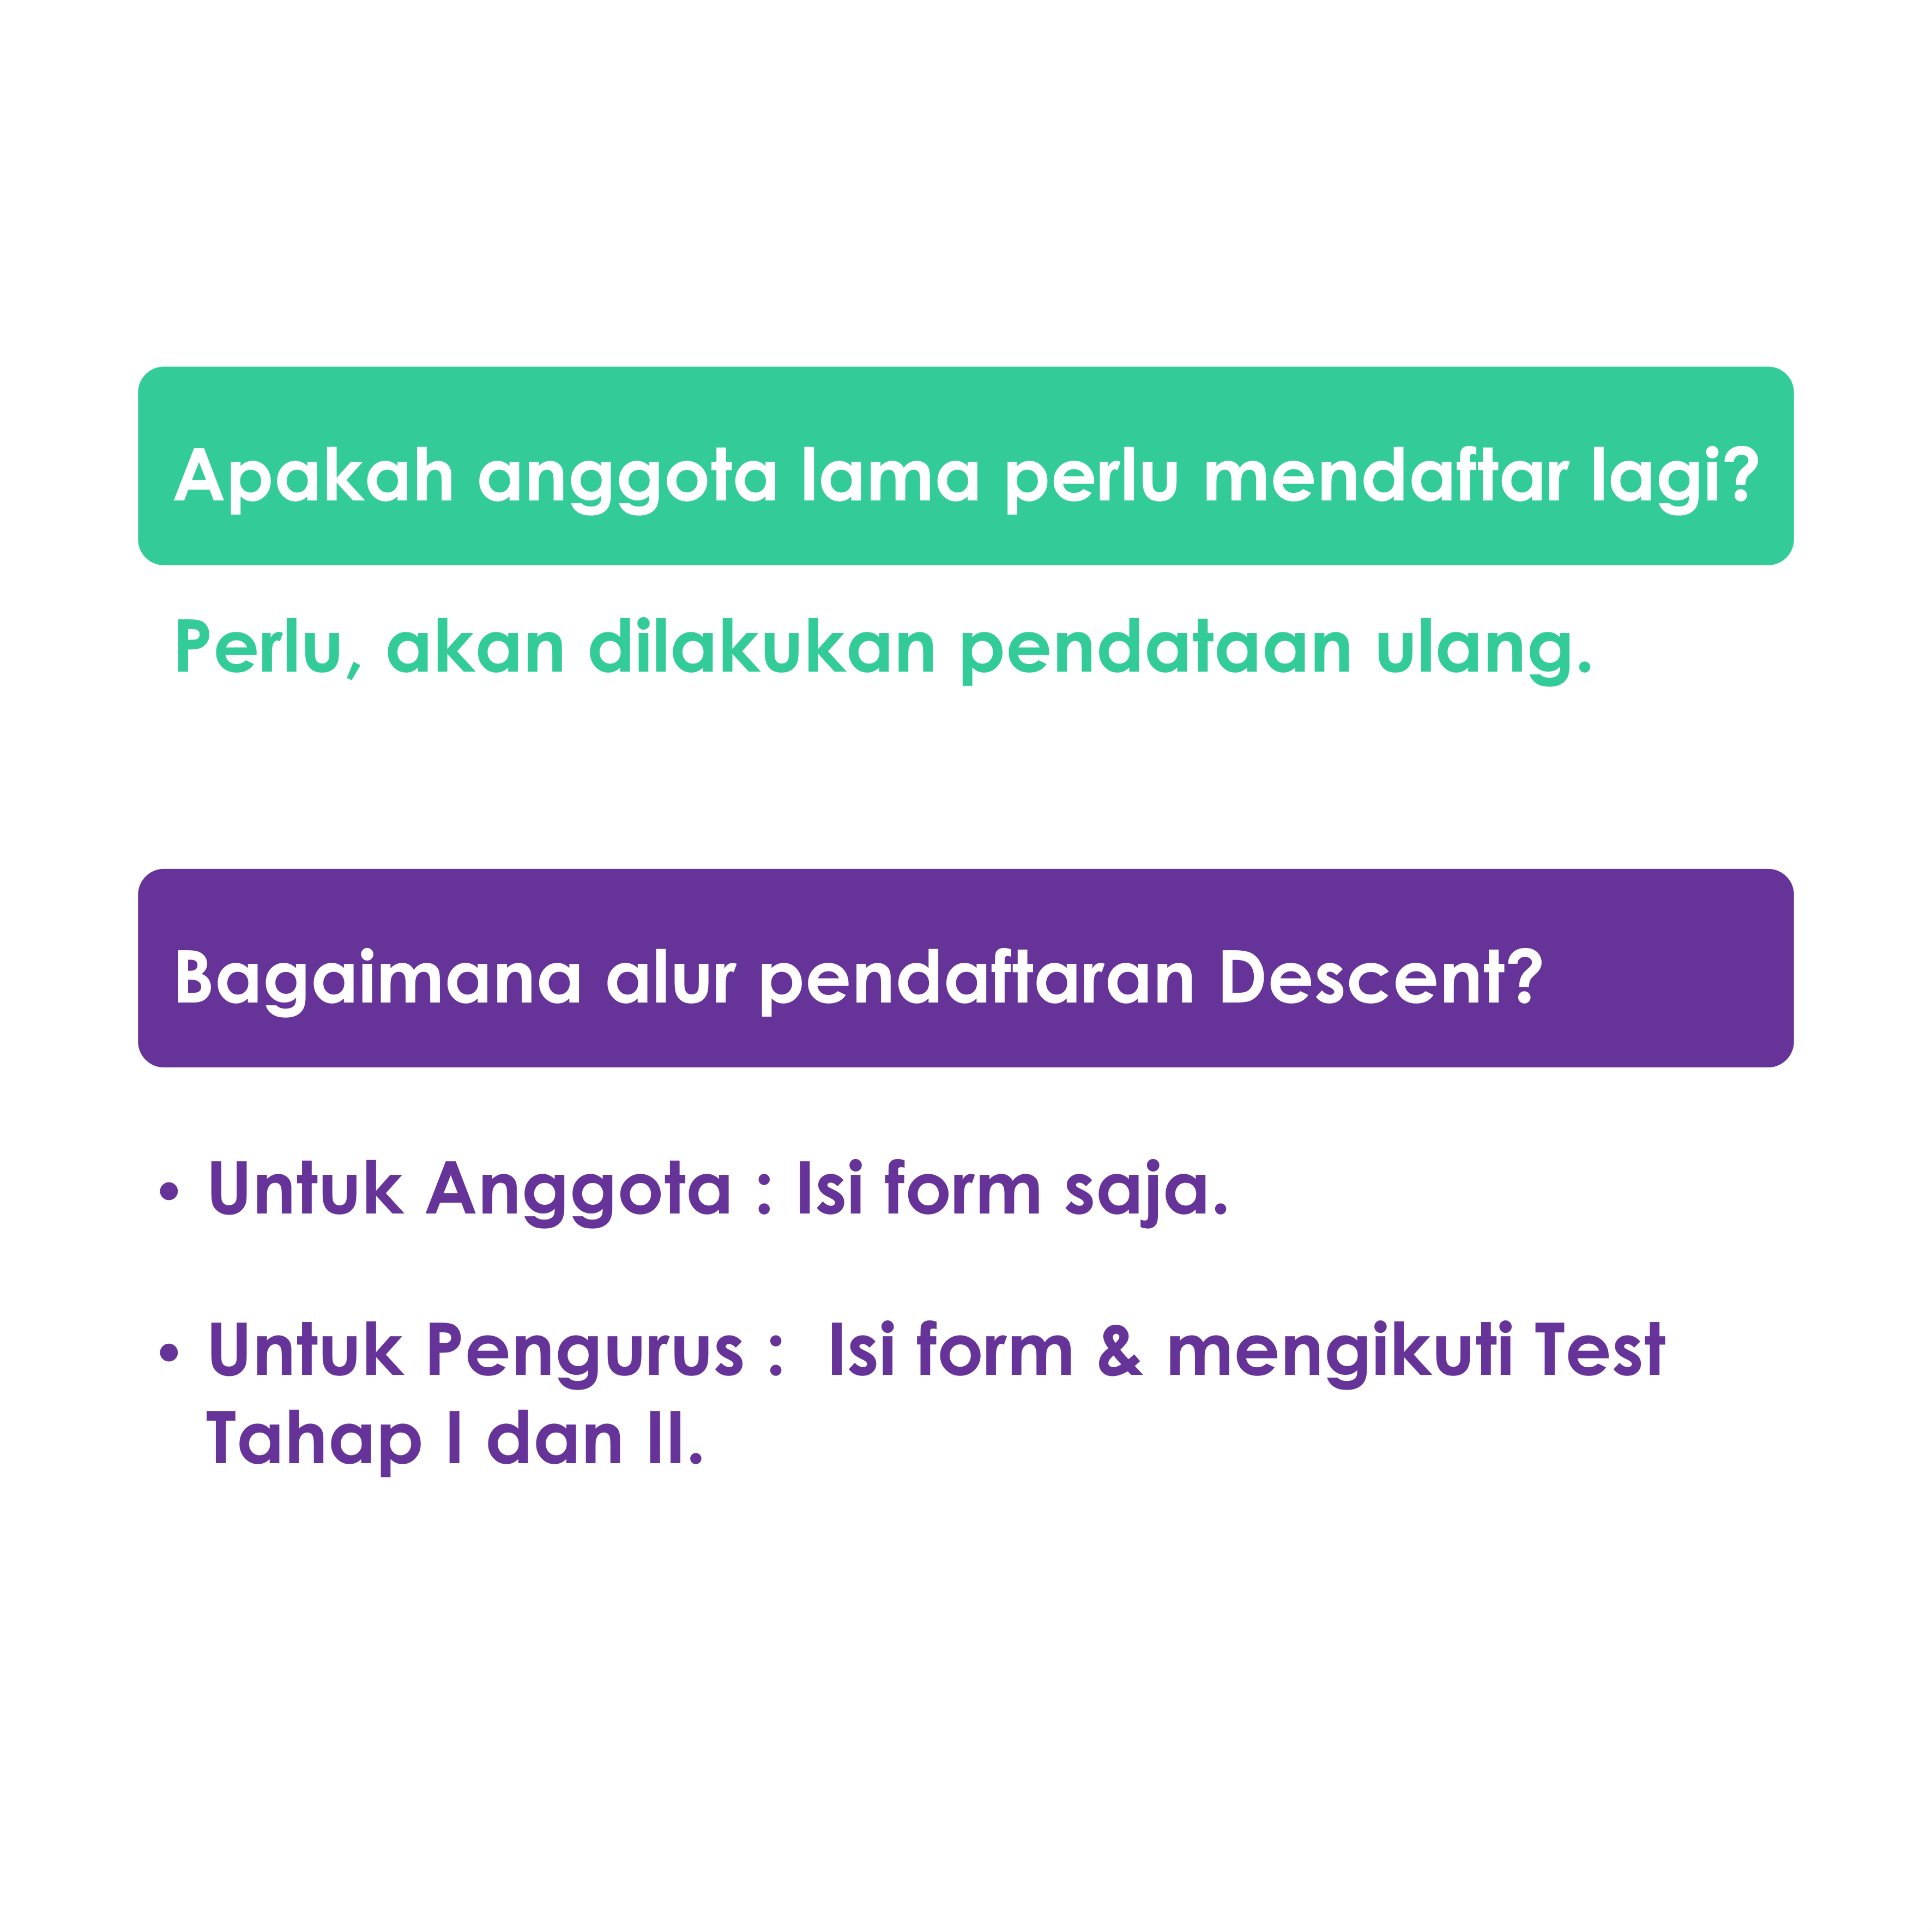 Apakah anggota lama perlu mendaftar lagi?
Perlu, akan dilakukan pendataan ulang.
Bagaimana alur pendaftaran Descent?
• Untuk Anggota : Isi form saja.
• Untuk Pengurus :  Isi form & mengikuti Test
Tahap I dan II.